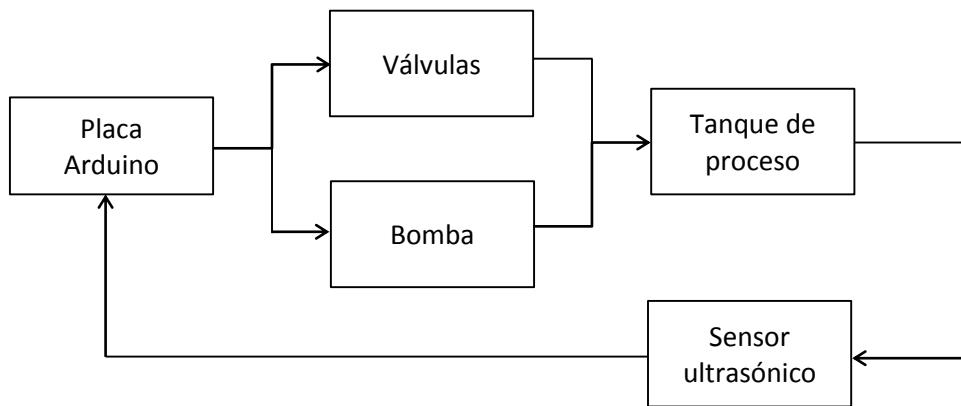 Válvulas
Placa
Arduino
Tanque de
proceso
Bomba
Sensor
ultrasónico